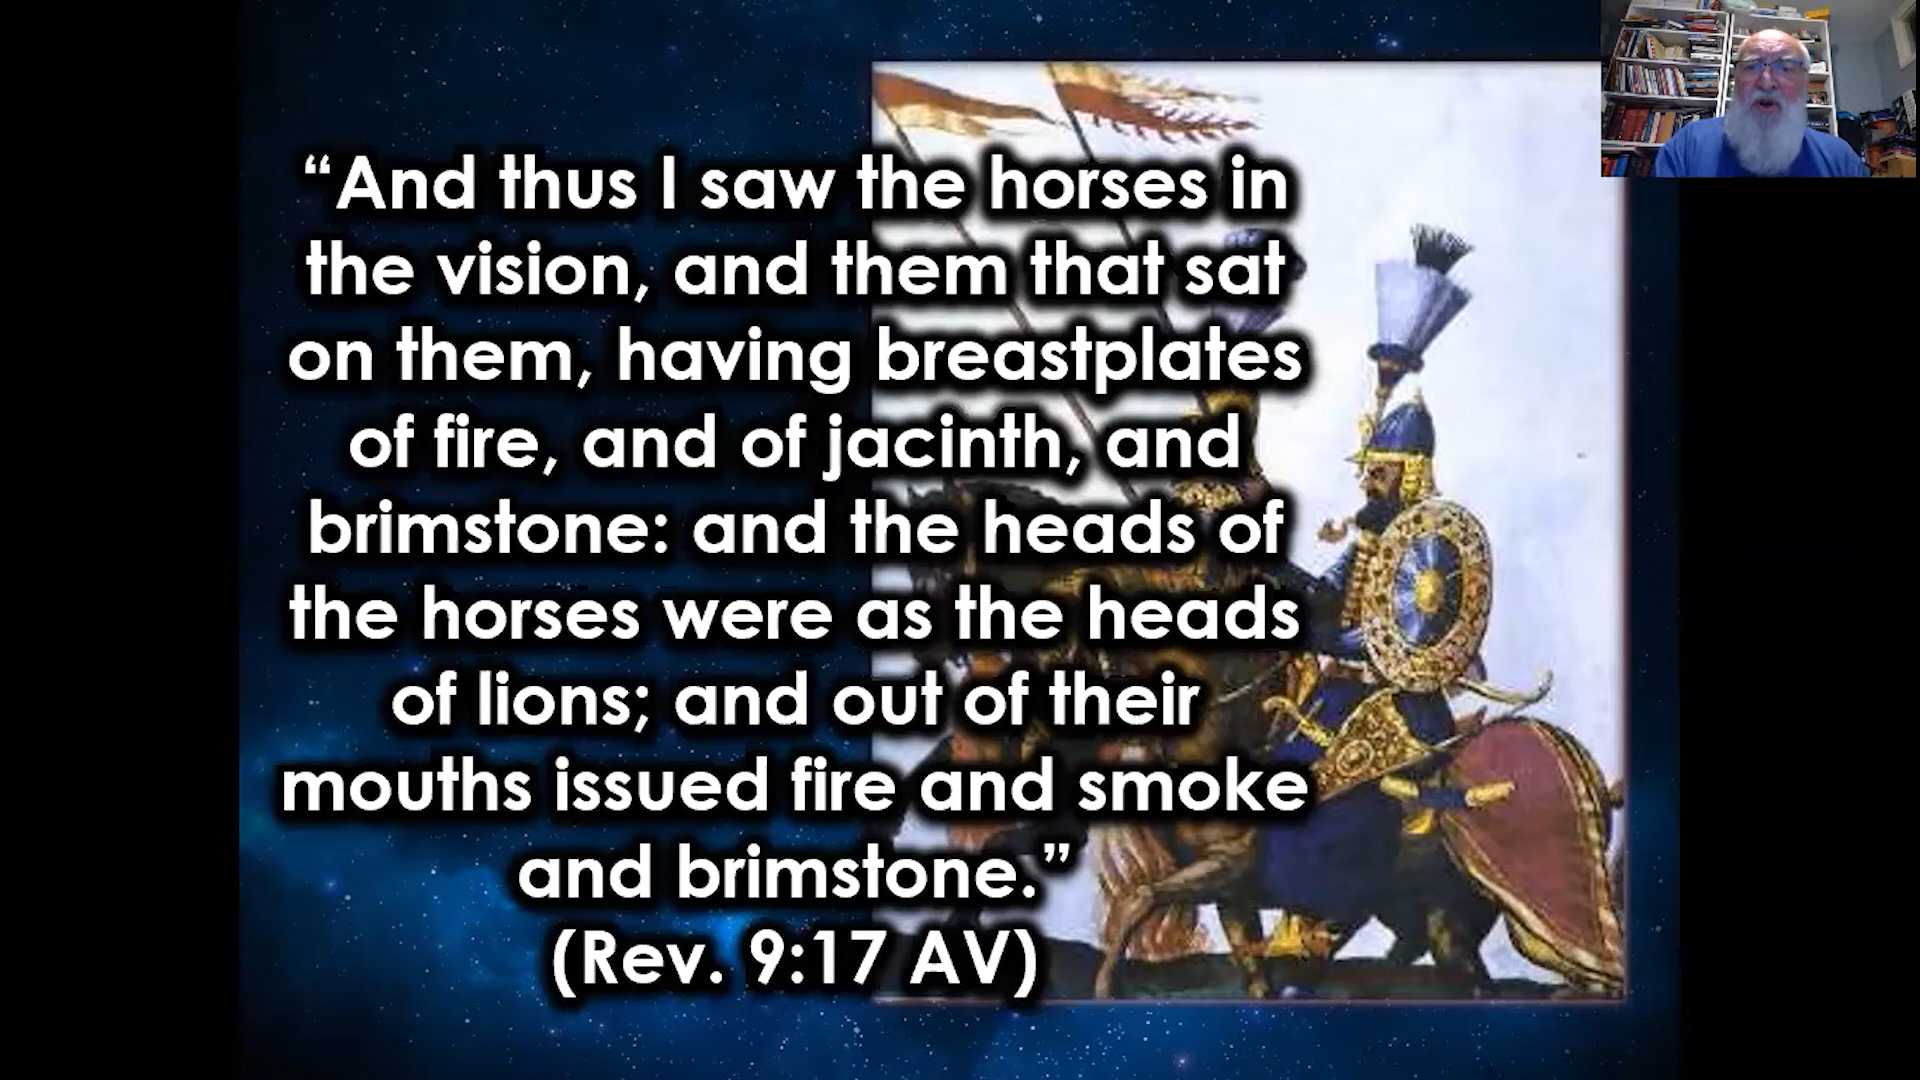 “And thus I saw the horses in
the vision, and them that sat
on them, having breastplates
of fire, and of jacinth, and
brimstone: and the heads of
the horses were as the heads
of lions; and out of their
mouths issued fire and smoke
and brimstone.”
(Rev. 9:17 AV)